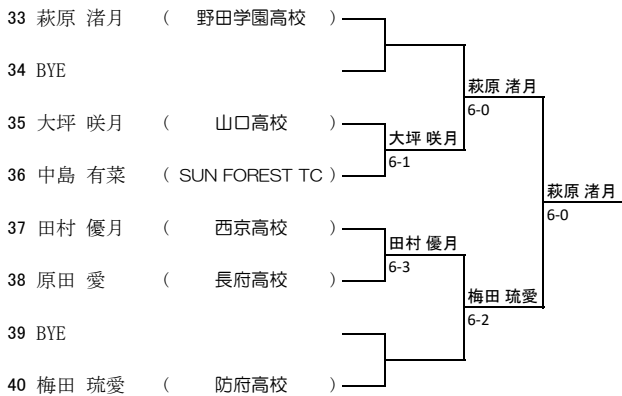 33 萩原 渚月 ( 野田学園高校 )
34 BYE
萩原 渚月
6-0
35 大坪 咲月 ( 山口高校 )
大坪 咲月
6-1
36 中島 有菜 ( SUN FOREST TC )
萩原 渚月
6-0
37 田村 優月 ( 西京高校 )
田村 優月
6-3
38 原田 愛 ( 長府高校 )
梅田 琉愛
6-2
39 BYE
40 梅田 琉愛 ( 防府高校 )